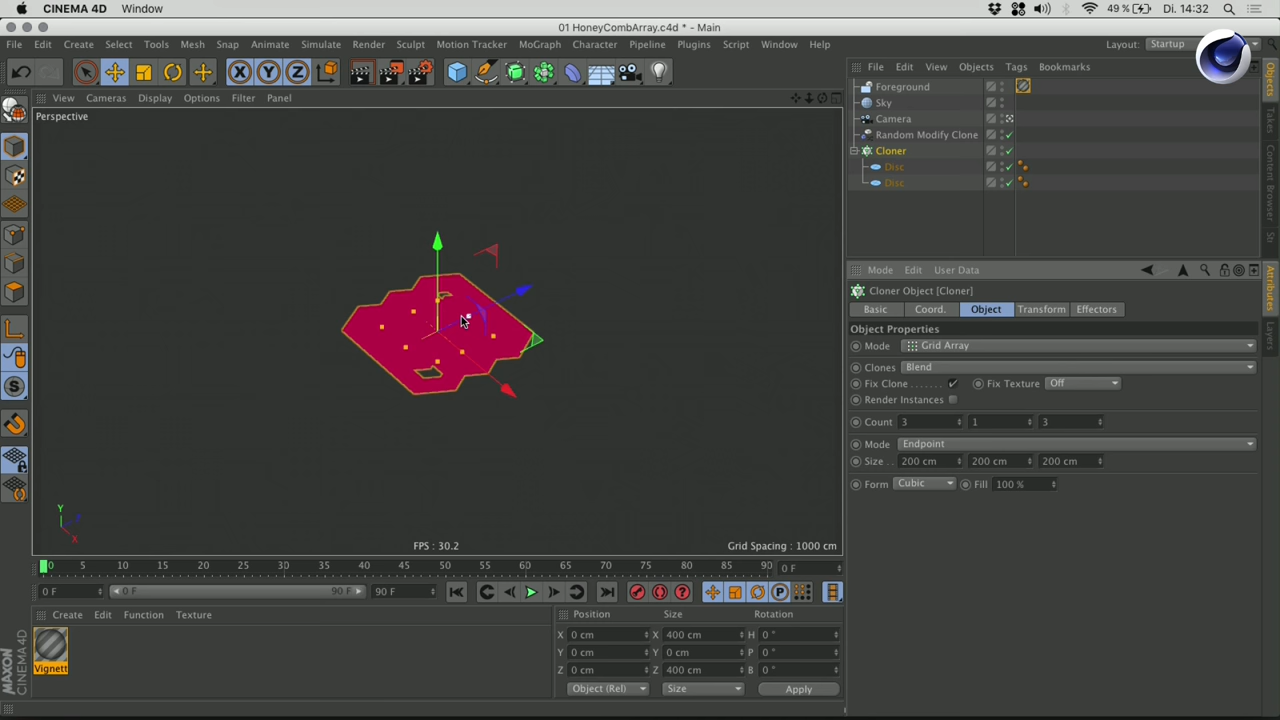 CINEMA 4D Window 49 % Di. 14:32
01 HoneyCombArray.c4d * - Main
File Edit Create Select Tools Mesh Snap Animate Simulate Render Sculpt Motion Tracker MoGraph Character Pipeline Plugins Script Window Help Layout: Startup
X Y Z
View Cameras Display Options Filter Panel
File Edit View Objects Tags Bookmarks
Perspective
Foreground
Sky
Camera
Random Modify Clone
Cloner
Disc
Disc
Objects
Takes
Content Browser
Str
Mode Edit User Data
Cloner Object [Cloner]
Basic Coord. Object Transform Effectors
Object Properties
Mode Grid Array
Clones Blend
Fix Clone . . . . . . . Fix Texture Off
Render Instances
Count 3 1 3
Mode Endpoint
Size . . 200 cm 200 cm 200 cm
Form Cubic Fill 100 %
Attributes
Layers
Y
X
FPS : 30.2 Grid Spacing : 1000 cm
0 5 10 15 20 25 30 35 40 45 50 55 60 65 70 75 80 85 90 0 F
0 F 0 F 90 F 90 F P
Create Edit Function Texture
Position Size Rotation
X 0 cm X 400 cm H 0 °
Y 0 cm Y 0 cm P 0 °
Z 0 cm Z 400 cm B 0 °
Object (Rel) Size Apply
Vignett
MAXON
CINEMA 4D